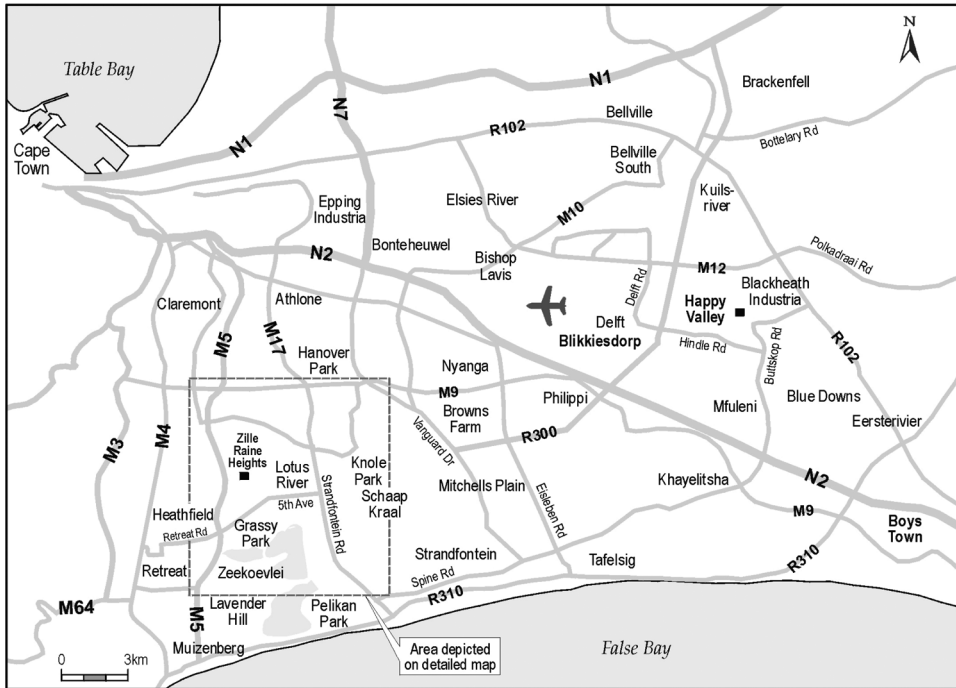 N
Table Bay
N1
Brackenfell
N7
Bellville
R102
N1
Bottelary Rd
Cape
Town
Bellville
South
Kuils-
river
Epping
Industria
Elsies River
M10
Bonteheuwel
N2
Bishop
Lavis
M12
Polkadraai Rd
Delft Rd
Blackheath
Industria
Claremont
Athlone
Happy
Valley
Delft
Blikkiesdorp
M5
M17
Hindle Rd
Buttskop Rd
R102
Hanover
Park
Nyanga
M9
Philippi
Browns
Farm
Mfuleni
Blue Downs
Eersterivier
M3
M4
Zille
Raine
Heights
Vanguard Dr
R300
Lotus
River
Knole
Park
Schaap
Kraal
Mitchells Plain
Khayelitsha
N2
5th Ave
Strandfontein Rd
Eisleben Rd
M9
Heathfield
Retreat Rd
Grassy
Park
Boys
Town
Strandfontein
Tafelsig
R310
Retreat
Zeekoevlei
Spine Rd
R310
M64
Lavender
Hill
Pelikan
Park
M5
Muizenberg
Area depicted
on detailed map
False Bay
0 3km